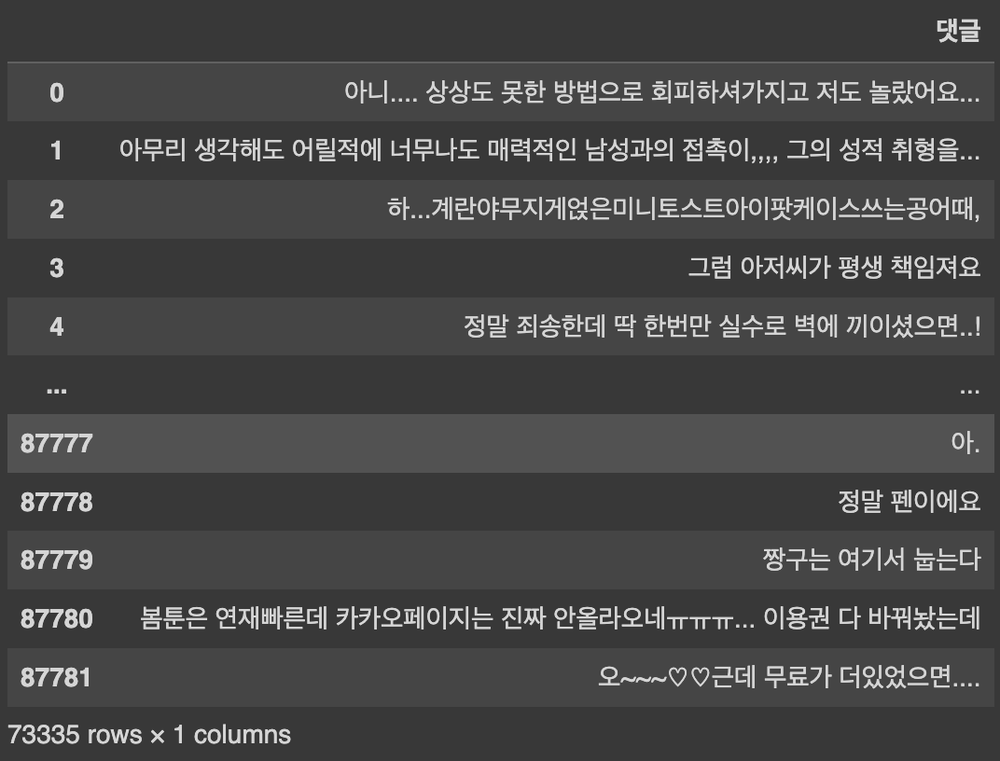 댓글
0 아니.... 상상도 못한 방법으로 회피하셔가지고 저도 놀랐어요...
1 아무리 생각해도 어릴적에 너무나도 매력적인 남성과의 접촉이,,,, 그의 성적 취형을...
2 하...계란야무지게얹은미니토스트아이팟케이스쓰는공어때,
3 그럼 아저씨가 평생 책임져요
4 정말 죄송한데 딱 한번만 실수로 벽에 끼이셨으면..!
... ...
87777 아.
87778 정말 펜이에요
87779 짱구는 여기서 눕는다
87780 봄툰은 연재빠른데 카카오페이지는 진짜 안올라오네ㅠㅠㅠ... 이용권 다 바꿔놨는데
87781 오~~~♡♡근데 무료가 더있었으면....
73335 rows × 1 columns